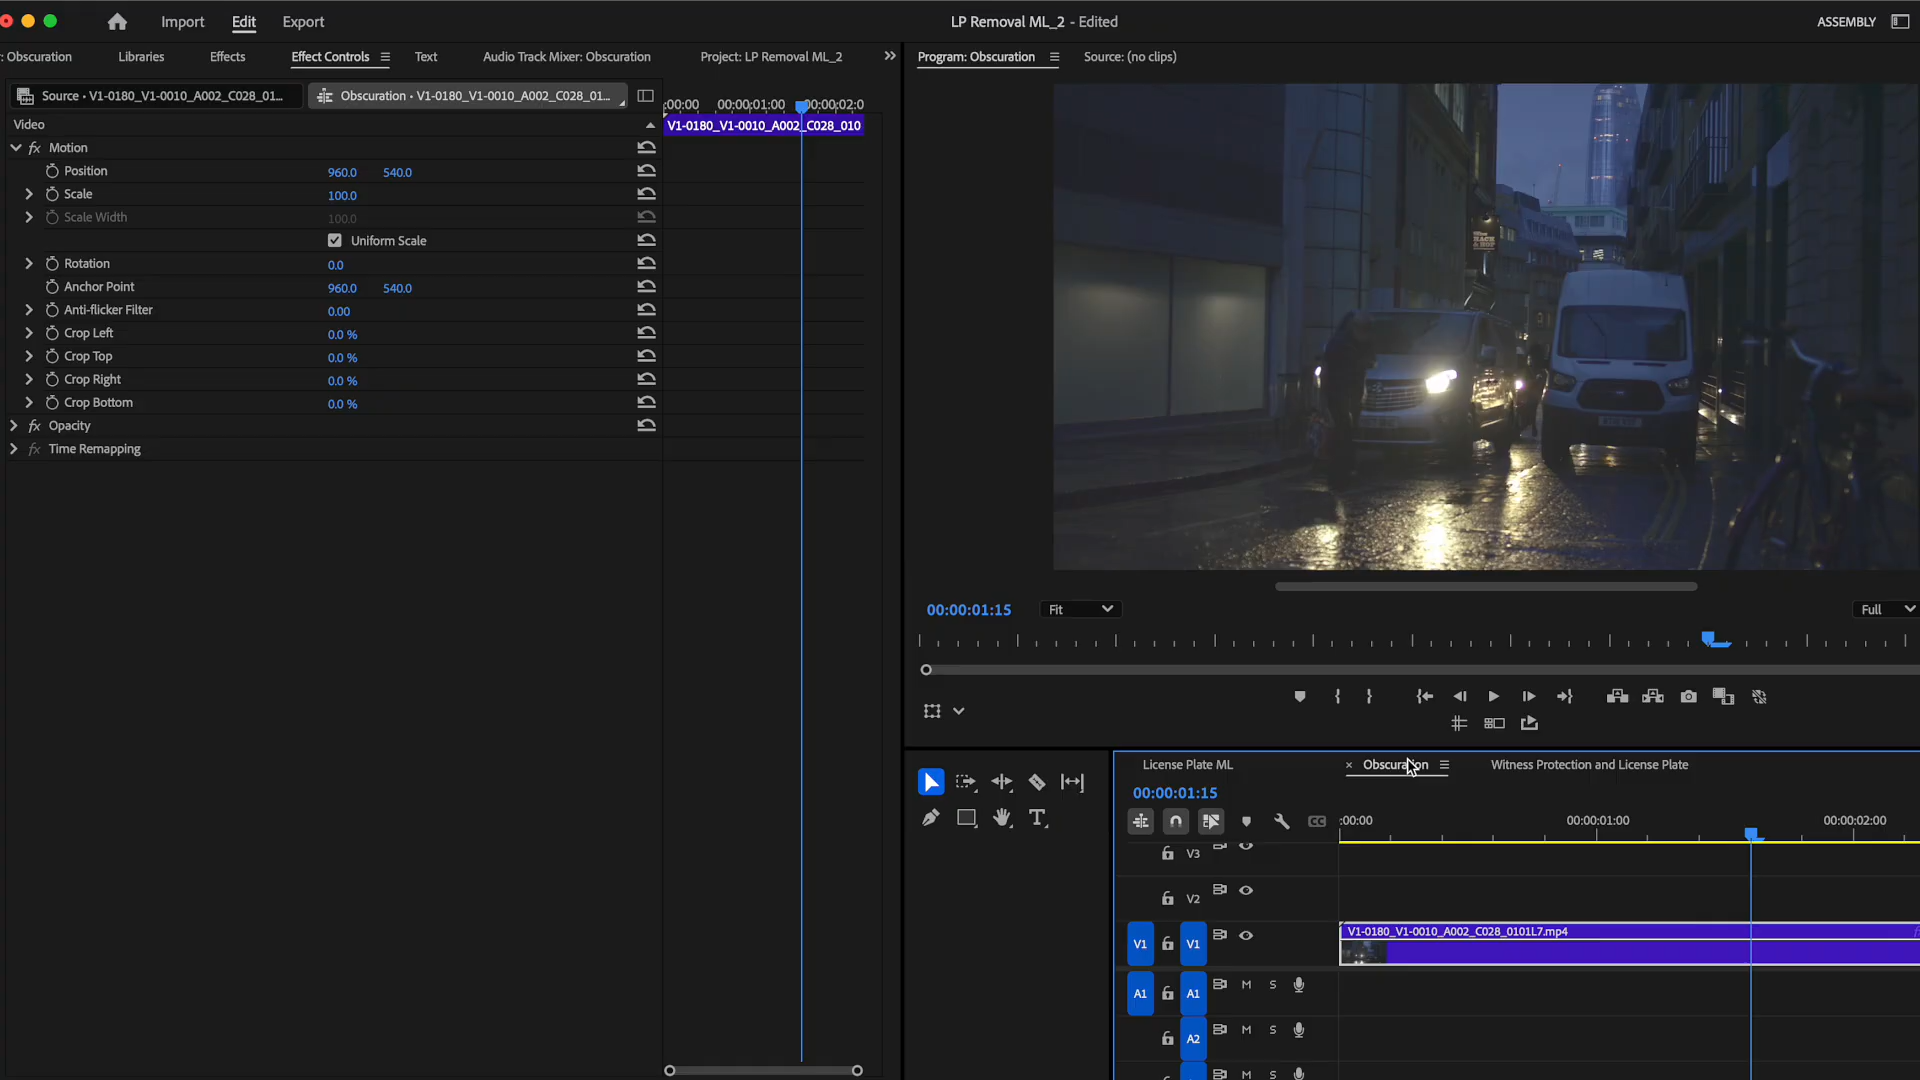 Import Edit Export LP Removal ML_2 - Edited ASSEMBLY
: Obscuration Libraries Effects Effect Controls Text Audio Track Mixer: Obscuration Project: LP Removal ML_2 Program: Obscuration Source: (no clips)
Source • V1-0180_V1-0010_A002_C028_01... Obscuration • V1-0180_V1-0010_A002_C028_01... :00:00 00:00:01:00 00:00:02:0
Video V1-0180_V1-0010_A002_C028_010
fx Motion
Position 960.0 540.0
Scale 100.0
Scale Width 100.0
Uniform Scale
Rotation 0.0
Anchor Point 960.0 540.0
Anti-flicker Filter 0.00
Crop Left 0.0 %
Crop Top 0.0 %
Crop Right 0.0 %
Crop Bottom 0.0 %
fx Opacity
fx Time Remapping
00:00:01:15 Fit Full
License Plate ML × Obscuration Witness Protection and License Plate
00:00:01:15
CC :00:00 00:00:01:00 00:00:02:00
V3
V2
V1 V1 V1-0180_V1-0010_A002_C028_0101L7.mp4
A1 A1 M S
A2 M S
M S